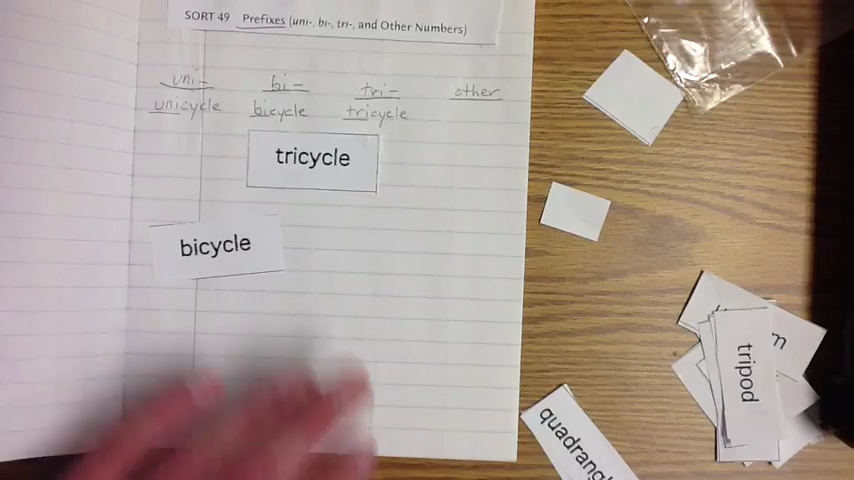 SORT 49 Prefixes (uni-, bi-, tri-, and Other Numbers)
uni- bi- tri- other
unicycle bicycle tricycle
tricycle
bicycle
tripod
m
quadrangl